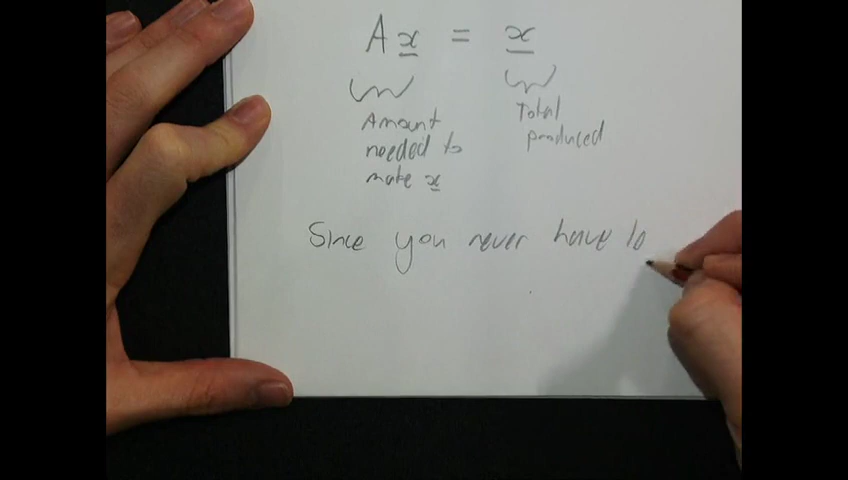 Ax = x
Amount
needed to
make x
Total
produced
Since you never have to